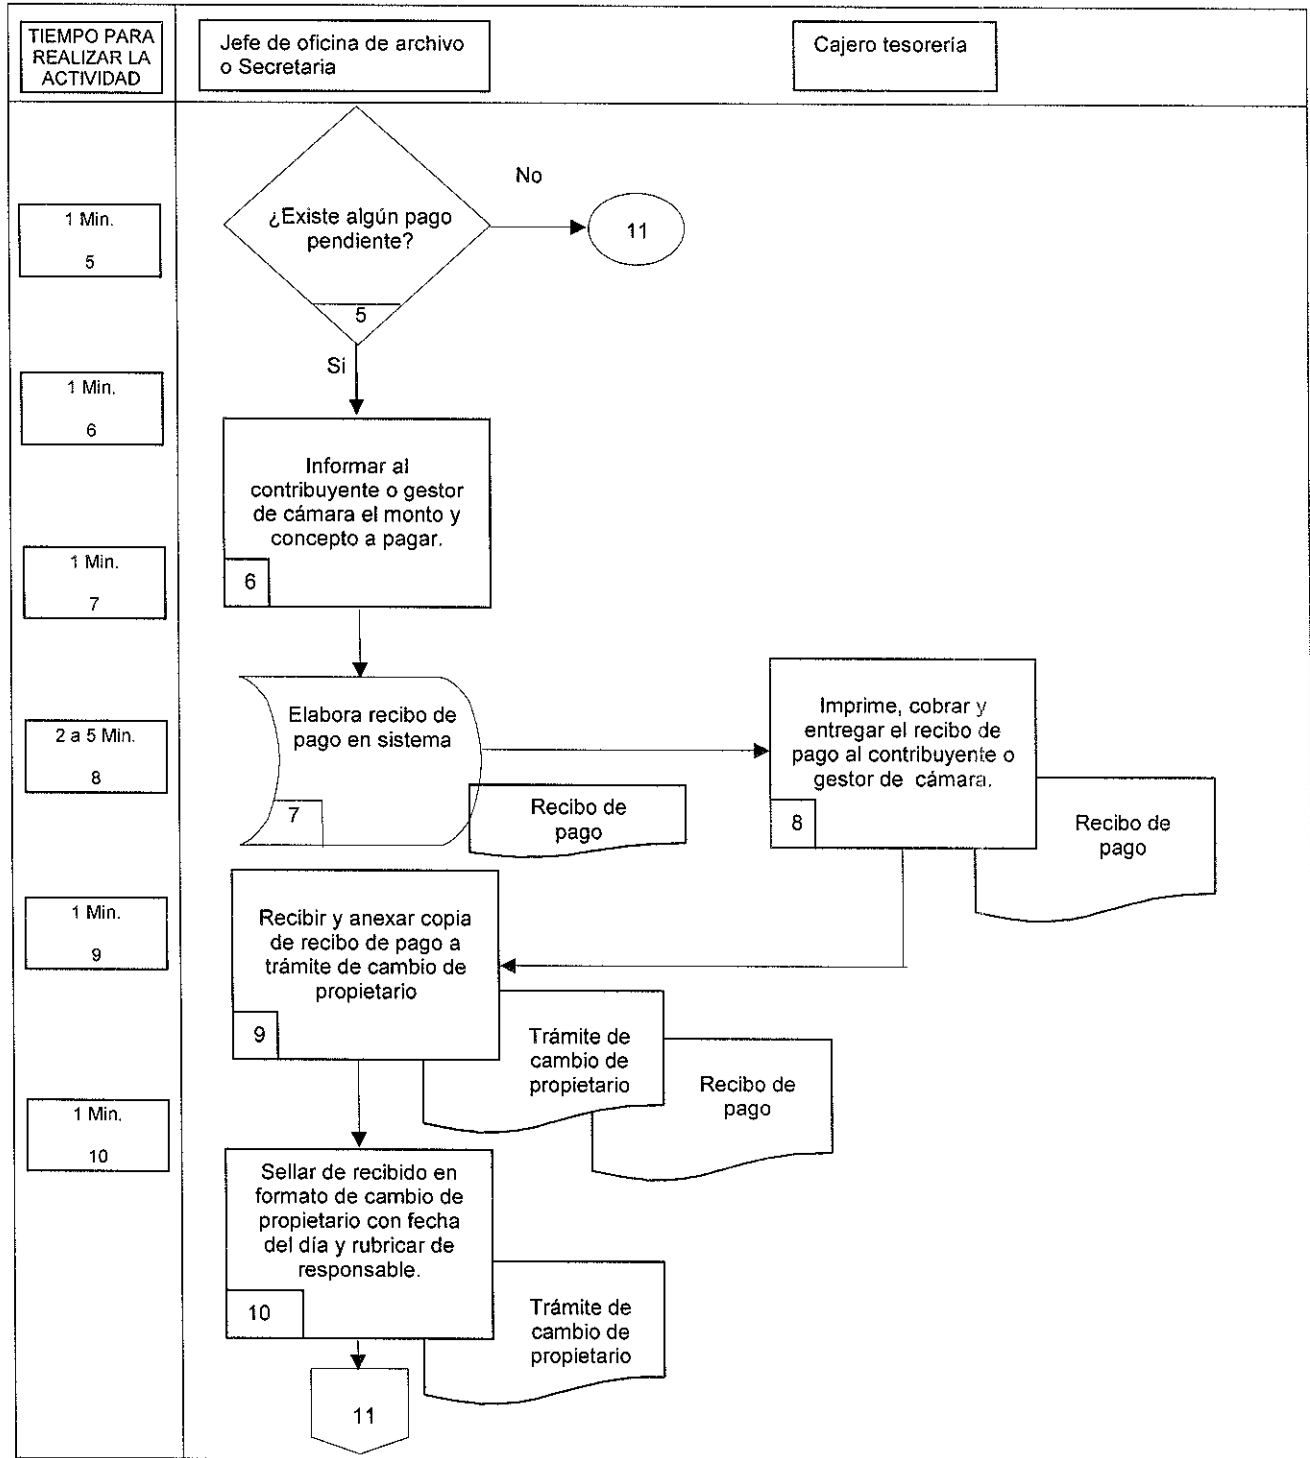 TIEMPO PARA
REALIZAR LA
ACTIVIDAD
Jefe de oficina de archivo
o Secretaria
Cajero tesorería
1 Min.
5
¿Existe algún pago
pendiente?
5
No
11
Si
1 Min.
6
Informar al
contribuyente o gestor
de cámara el monto y
concepto a pagar.
6
1 Min.
7
Elabora recibo de
pago en sistema
7
Recibo de
pago
2 a 5 Min.
8
Imprime, cobrar y
entregar el recibo de
pago al contribuyente o
gestor de cámara.
8
Recibo de
pago
1 Min.
9
Recibir y anexar copia
de recibo de pago a
trámite de cambio de
propietario
9
Trámite de
cambio de
propietario
Recibo de
pago
1 Min.
10
Sellar de recibido en
formato de cambio de
propietario con fecha
del día y rubricar de
responsable.
10
Trámite de
cambio de
propietario
11